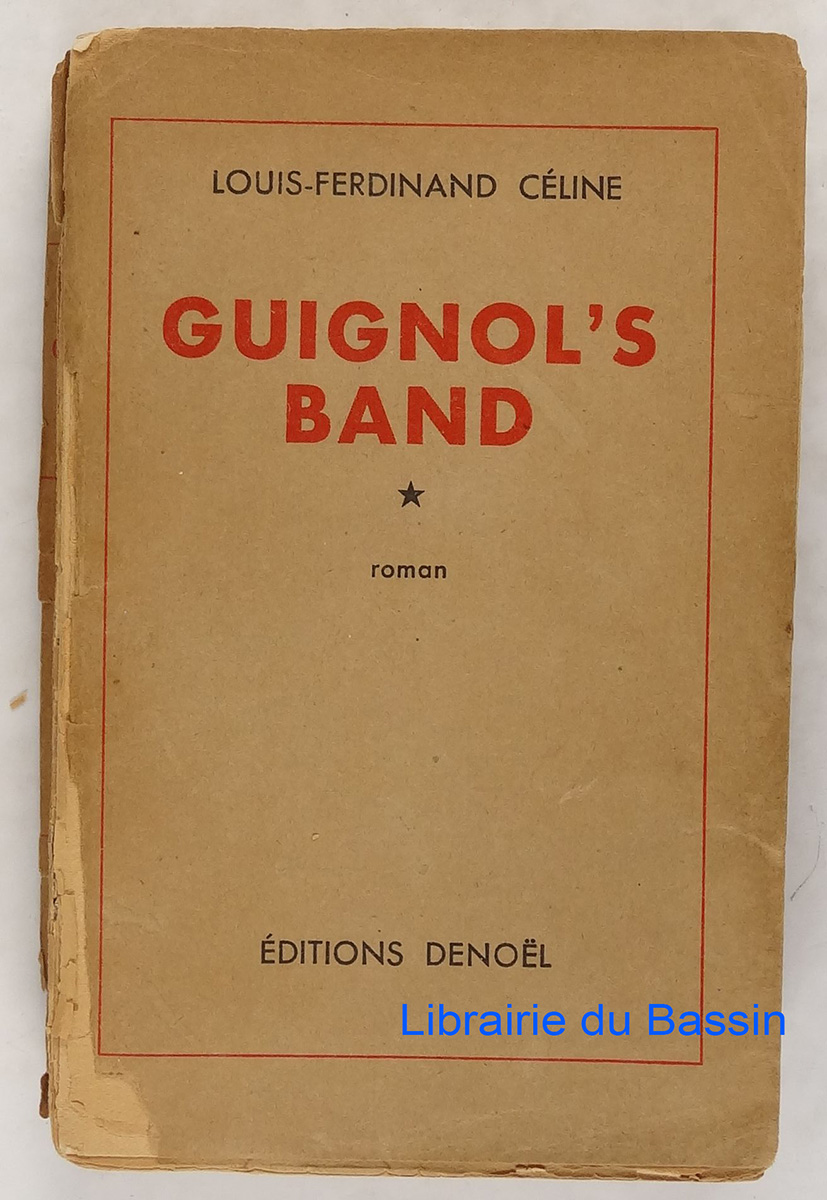 LOUIS-FERDINAND CÉLINE
GUIGNOL'S
BAND
★
roman
ÉDITIONS DENOËL
Librairie du Bassin